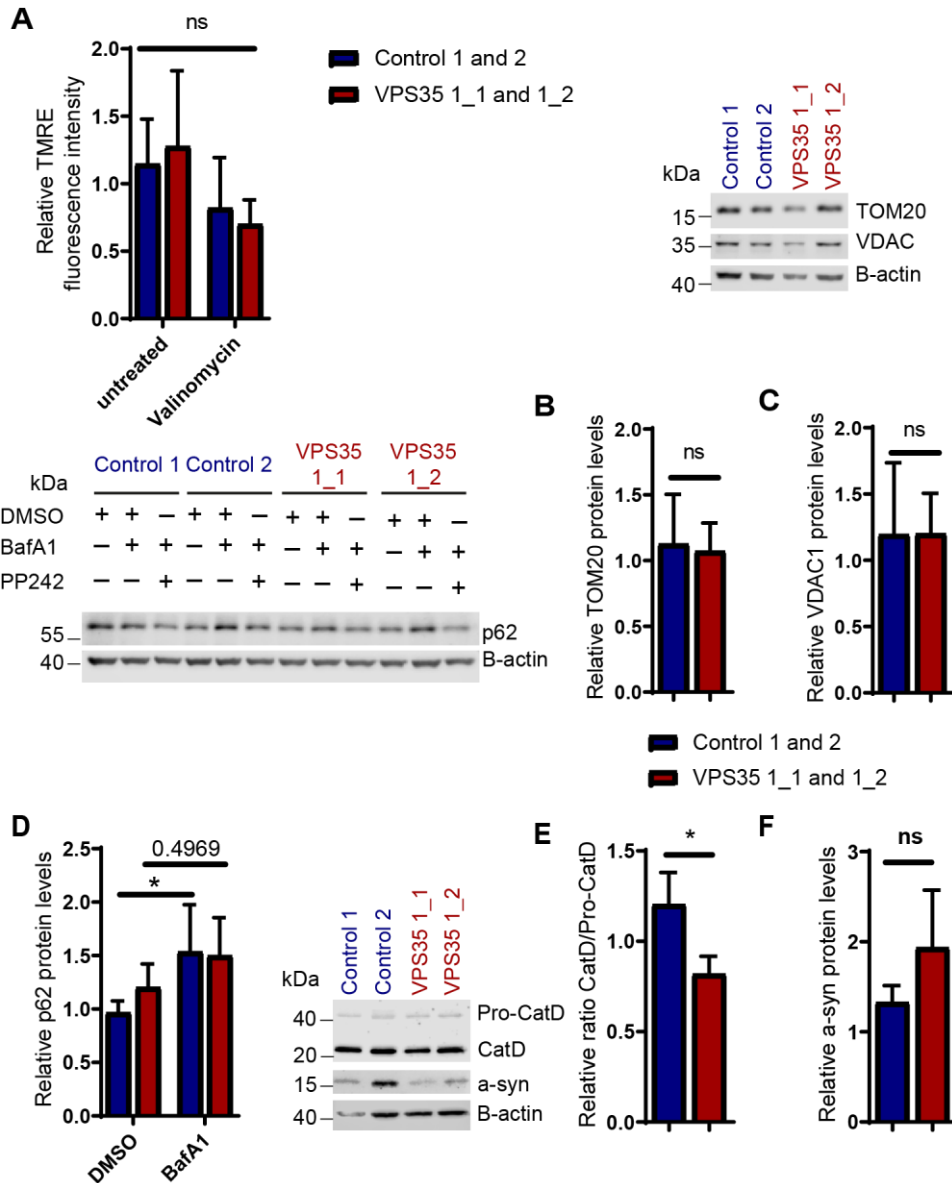 A
ns
Relative TMRE
fluorescence intensity
2.0
1.5
1.0
0.5
0.0
untreated
Valinomycin
Control 1 and 2
VPS35 1_1 and 1_2
kDa
Control 1
Control 2
VPS35 1_1
VPS35 1_2
15
TOM20
35
VDAC
40
B-actin
kDa
Control 1 Control 2
VPS35
1_1
VPS35
1_2
DMSO + + – + + – + + – + + –
BafA1 – + + – + + – + + – + +
PP242 – – + – – + – – + – – +
55
p62
40
B-actin
B
ns
Relative TOM20 protein levels
2.0
1.5
1.0
0.5
0.0
C
ns
Relative VDAC1 protein levels
2.0
1.5
1.0
0.5
0.0
Control 1 and 2
VPS35 1_1 and 1_2
D
0.4969
*
Relative p62 protein levels
2.5
2.0
1.5
1.0
0.5
0.0
DMSO
BafA1
kDa
Control 1
Control 2
VPS35 1_1
VPS35 1_2
40
Pro-CatD
20
CatD
15
a-syn
40
B-actin
E
*
Relative ratio CatD/Pro-CatD
1.5
1.0
0.5
0.0
F
ns
Relative a-syn protein levels
3
2
1
0